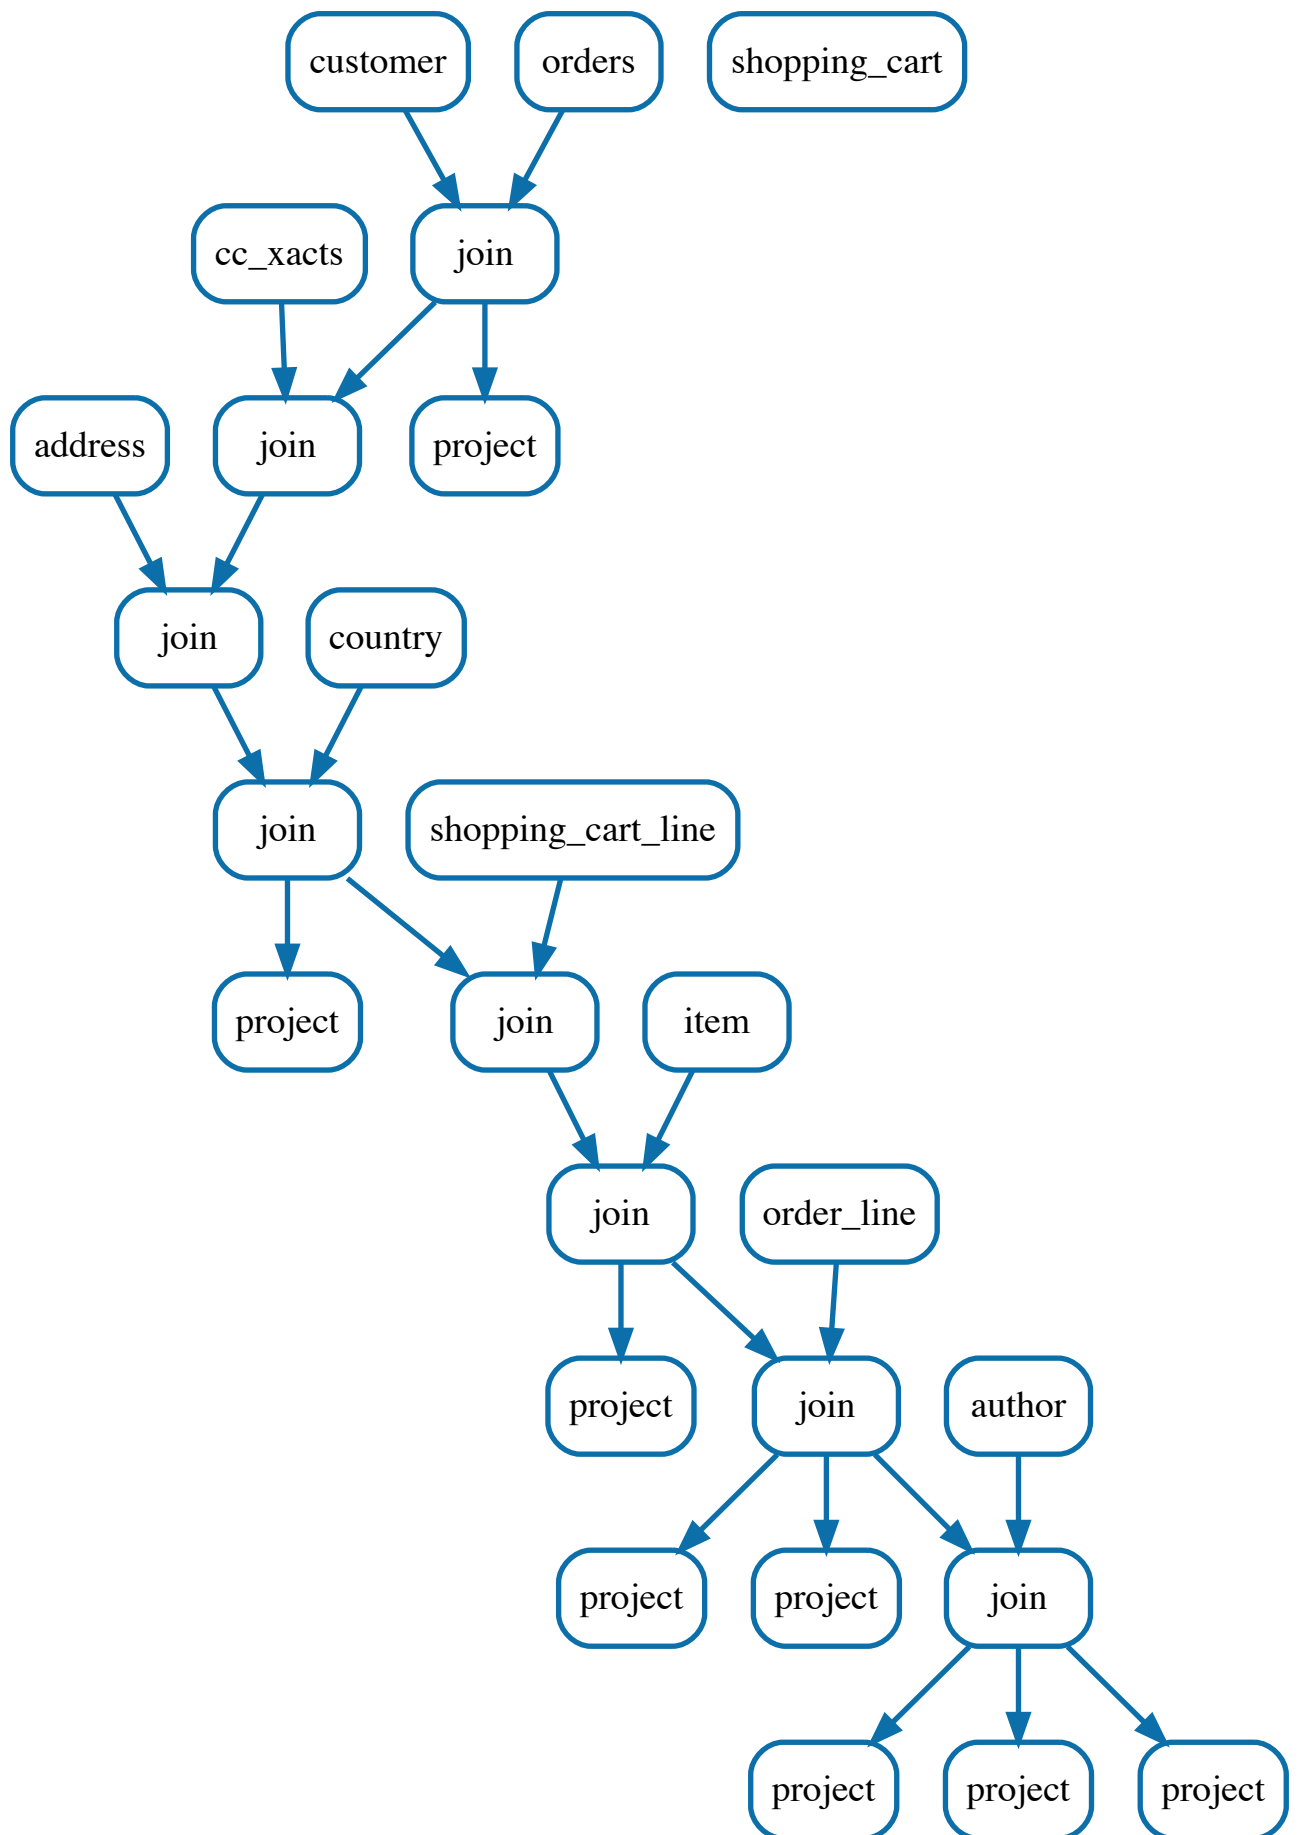 customer
orders
shopping_cart
cc_xacts
join
address
join
project
join
country
join
shopping_cart_line
project
join
item
join
order_line
project
join
author
project
project
join
project
project
project